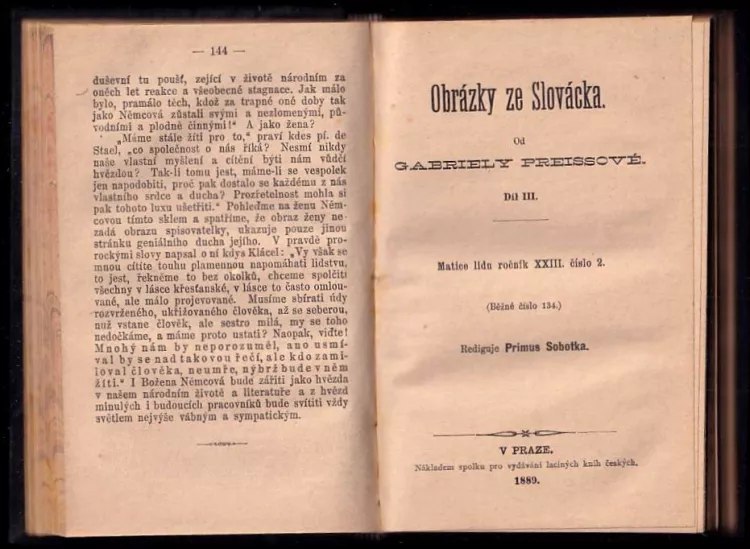 — 144 —
duševní tu poušť, zející v životě národním za
oněch let reakce a všeobecné stagnace. Jak málo
bylo, pramálo těch, kdož za trapné oné doby tak
jako Němcová zůstali svými a nezlomenými, pů-
vodními a plodně činnými!“ A jako žena?
„Máme stále žíti pro to,“ praví kdes pí. de
Stael, „co společnost o nás říká? Nesmí nikdy
naše vlastní myšlení a cítění býti nám vůdčí
hvězdou? Tak-li tomu jest, máme-li se vespolek
jen napodobiti, proč pak dostalo se každému z nás
vlastního srdce a ducha? Prozřetelnost mohla si
pak tohoto luxu ušetřiti.“ Pohleďme na ženu Něm-
covou tímto sklem a spatříme, že obraz ženy ne-
zadá obrazu spisovatelky, ukazuje pouze jinou
stránku geniálního ducha jejího. V pravdě pro-
rockými slovy napsal o ní kdys Klácel: „Vy však se
mnou cítíte touhu plamennou napomáhati lidstvu,
to jest, řekněme to bez okolků, chceme spolčiti
všechny v lásce křesťanské, v lásce to často omlou-
vané, ale málo projevované. Musíme sbírati údy
rozvrženého, ukřižovaného člověka, až se soberou,
nuž vstane člověk, ale sestro milá, my se toho
nedočkáme, a máme proto ustati? Naopak, viďte!
Mnohý nám by neporozuměl, ano usmí-
val by se nad takovou řečí, ale kdo zami-
loval člověka, neumře, nýbrž bude v něm
žíti.“ I Božena Němcová bude zářiti jako hvězda
v našem národním životě a literatuře a z hvězd
minulých i budoucích pracovníků bude svítiti vždy
světlem nejvýše vábným a sympatickým.
Obrázky ze Slovácka.
Od
GABRIELY PREISSOVÉ.
Díl III.
Matice lidu ročník XXIII. číslo 2.
(Běžné číslo 134.)
Rediguje Primus Sobotka.
V PRAZE.
Nákladem spolku pro vydávání laciných knih českých.
1889.